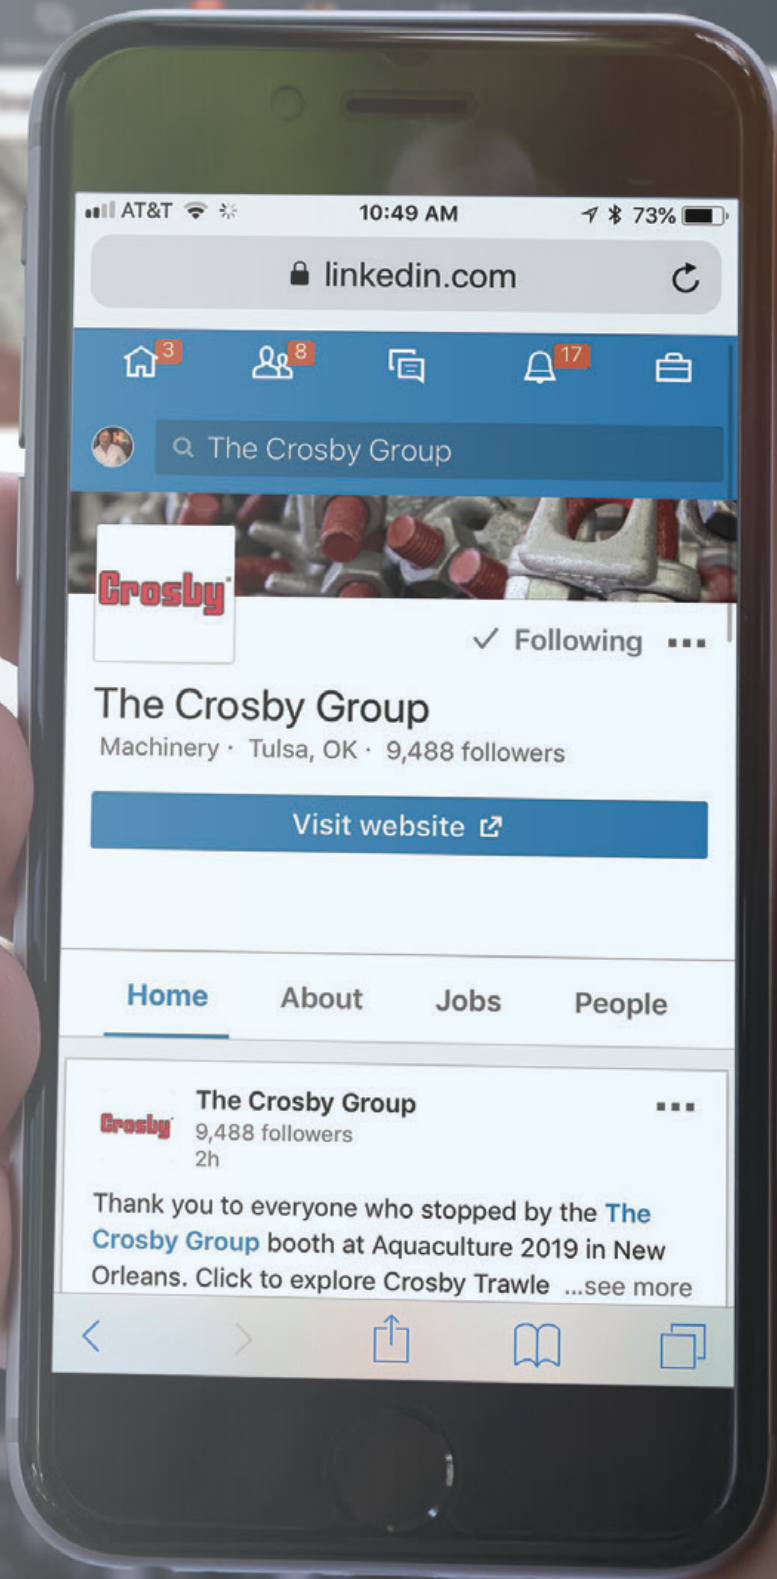 AT&T 10:49 AM 73%
linkedin.com
3 8 17
The Crosby Group
Crosby
Following
The Crosby Group
Machinery · Tulsa, OK · 9,488 followers
Visit website
Home About Jobs People
Crosby
The Crosby Group
9,488 followers
2h
Thank you to everyone who stopped by the The
Crosby Group booth at Aquaculture 2019 in New
Orleans. Click to explore Crosby Trawle ...see more